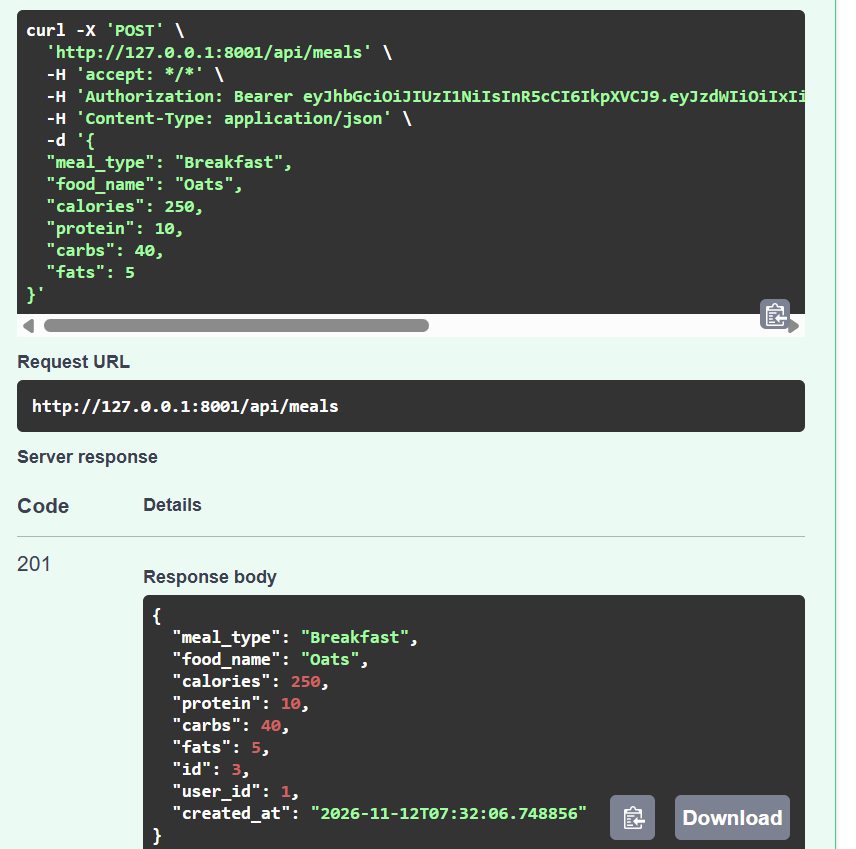 curl -X 'POST' \
  'http://127.0.0.1:8001/api/meals' \
  -H 'accept: */*' \
  -H 'Authorization: Bearer eyJhbGciOiJIUzI1NiIsInR5cCI6IkpXVCJ9.eyJzdWIiOiIxIi
  -H 'Content-Type: application/json' \
  -d '{
  "meal_type": "Breakfast",
  "food_name": "Oats",
  "calories": 250,
  "protein": 10,
  "carbs": 40,
  "fats": 5
}'
Request URL
http://127.0.0.1:8001/api/meals
Server response
Code Details
201
Response body
{
  "meal_type": "Breakfast",
  "food_name": "Oats",
  "calories": 250,
  "protein": 10,
  "carbs": 40,
  "fats": 5,
  "id": 3,
  "user_id": 1,
  "created_at": "2026-11-12T07:32:06.748856"
}
Download